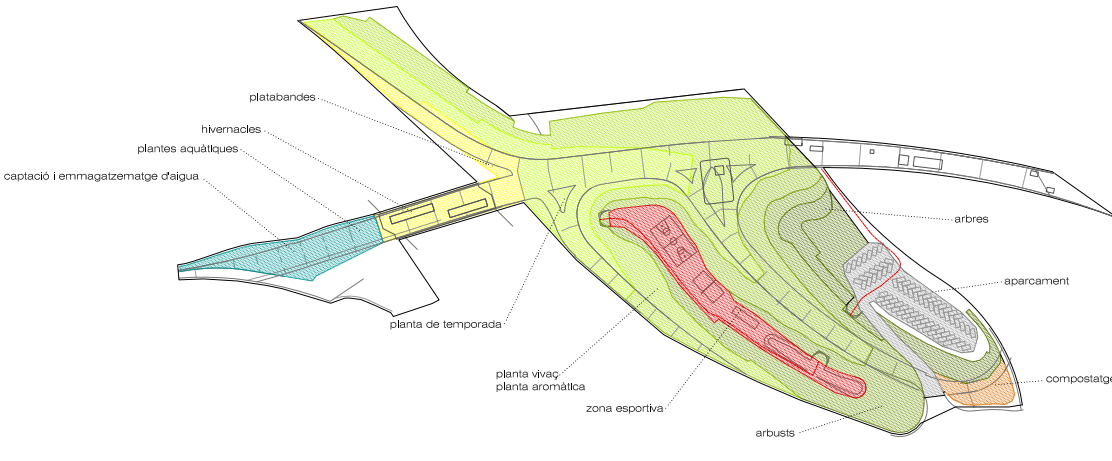 platabandes
hivernacles
plantes aquàtiques
captació i emmagatzematge d'aigua
arbres
aparcament
planta de temporada
planta vivaç
planta aromàtica
compostatge
zona esportiva
arbusts